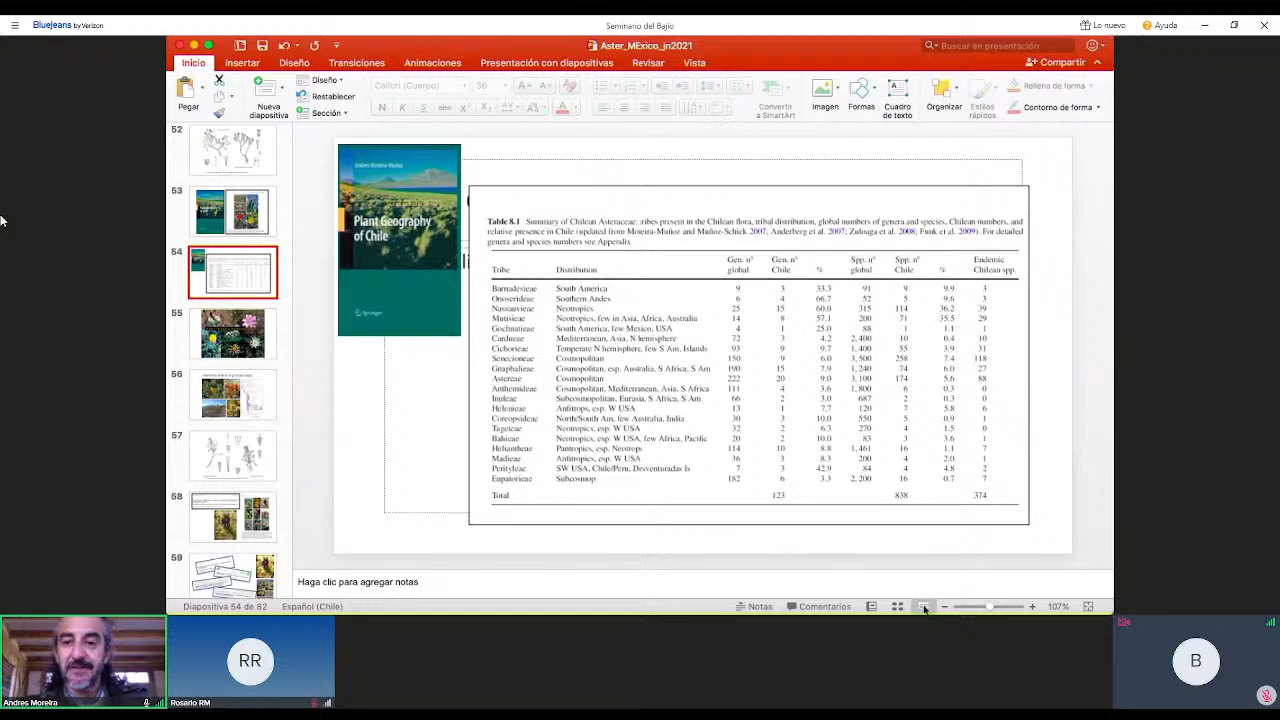 BlueJeans by Verizon
Seminario del Bajío
Lo nuevo
Ayuda
Aster_MExico_jn2021
Buscar en presentación
Inicio
Insertar
Diseño
Transiciones
Animaciones
Presentación con diapositivas
Revisar
Vista
Compartir
Pegar
Nueva
diapositiva
Diseño
Restablecer
Sección
Calibri (Cuerpo)
36
Convertir
a SmartArt
Imagen
Formas
Cuadro
de texto
Organizar
Estilos
rápidos
Relleno de forma
Contorno de forma
52
53
54
55
56
57
58
59
Andres Moreira-Muñoz
Plant Geography
of Chile
Springer
Table 8.1 Summary of Chilean Asteraceae: tribes present in the Chilean flora, tribal distribution, global numbers of genera and species, Chilean numbers, and
relative presence in Chile (updated from Moreira-Muñoz and Muñoz-Schick 2007; Anderberg et al. 2007; Zuloaga et al. 2008; Funk et al. 2009). For detailed
genera and species numbers see Appendix
Gen. n° Gen. n° Spp. n° Spp. n° Endemic
Tribe Distribution global Chile % global Chile % Chilean spp.
Barnadesieae South America 9 3 33.3 91 9 9.9 3
Onoserideae Southern Andes 6 4 66.7 52 5 9.6 3
Nassauvieae Neotropics 25 15 60.0 315 114 36.2 39
Mutisieae Neotropics, few in Asia, Africa, Australia 14 8 57.1 200 71 35.5 29
Gochnatieae South America, few Mexico, USA 4 1 25.0 88 1 1.1 1
Cardueae Mediterranean, Asia, N hemisphere 72 3 4.2 2,400 10 0.4 10
Cichorieae Temperate N hemisphere, few S Am. Islands 93 9 9.7 1,400 55 3.9 31
Senecioneae Cosmopolitan 150 9 6.0 3,500 258 7.4 118
Gnaphalieae Cosmopolitan, esp. Australia, S Africa, S Am 190 15 7.9 1,240 74 6.0 27
Astereae Cosmopolitan 222 20 9.0 3,100 174 5.6 88
Anthemideae Cosmopolitan, Mediterranean, Asia, S Africa 111 4 3.6 1,800 6 0.3 0
Inuleae Subcosmopolitan, Eurasia, S Africa, S Am 66 2 3.0 687 2 0.3 0
Helenieae Anfitrops, esp. W USA 13 1 7.7 120 7 5.8 6
Coreopsideae North/South Am, few Australia, India 30 3 10.0 550 5 0.9 1
Tageteae Neotropics, esp. W USA 32 2 6.3 270 4 1.5 0
Bahieae Neotropics, esp. W USA, few Africa, Pacific 20 2 10.0 83 3 3.6 1
Heliantheae Pantropics, esp. Neotrops 114 10 8.8 1,461 16 1.1 7
Madieae Anfitropics, esp. W USA 36 3 8.3 200 4 2.0 1
Perityleae SW USA, Chile/Peru, Desventuradas Is 7 3 42.9 84 4 4.8 2
Eupatorieae Subcosmop 182 6 3.3 2, 200 16 0.7 7
Total 123 838 374
Haga clic para agregar notas
Diapositiva 54 de 82
Español (Chile)
Notas
Comentarios
107%
RR
B
Andres Moreira
Rosario RM